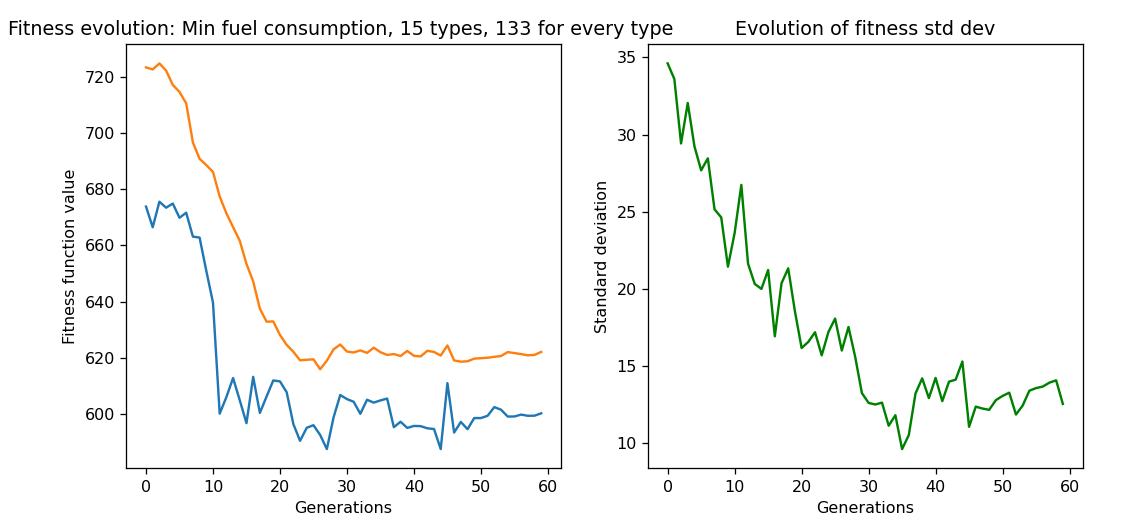 Fitness evolution: Min fuel consumption, 15 types, 133 for every type
Fitness function value
720
700
680
660
640
620
600
0 10 20 30 40 50 60
Generations
Evolution of fitness std dev
Standard deviation
35
30
25
20
15
10
0 10 20 30 40 50 60
Generations